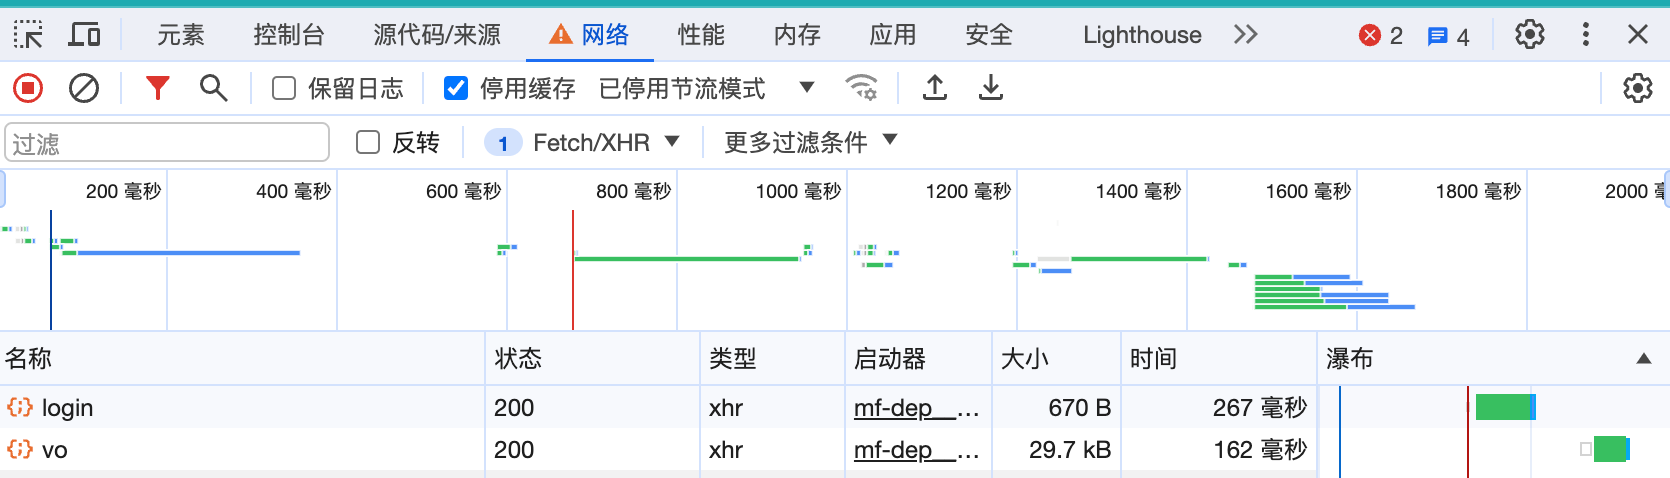 元素 控制台 源代码/来源 网络 性能 内存 应用 安全 Lighthouse 2 4
保留日志 停用缓存 已停用节流模式
过滤 反转 1 Fetch/XHR 更多过滤条件
200 毫秒 400 毫秒 600 毫秒 800 毫秒 1000 毫秒 1200 毫秒 1400 毫秒 1600 毫秒 1800 毫秒 2000 毫
名称 状态 类型 启动器 大小 时间 瀑布
login 200 xhr mf-dep__… 670 B 267 毫秒
vo 200 xhr mf-dep__… 29.7 kB 162 毫秒